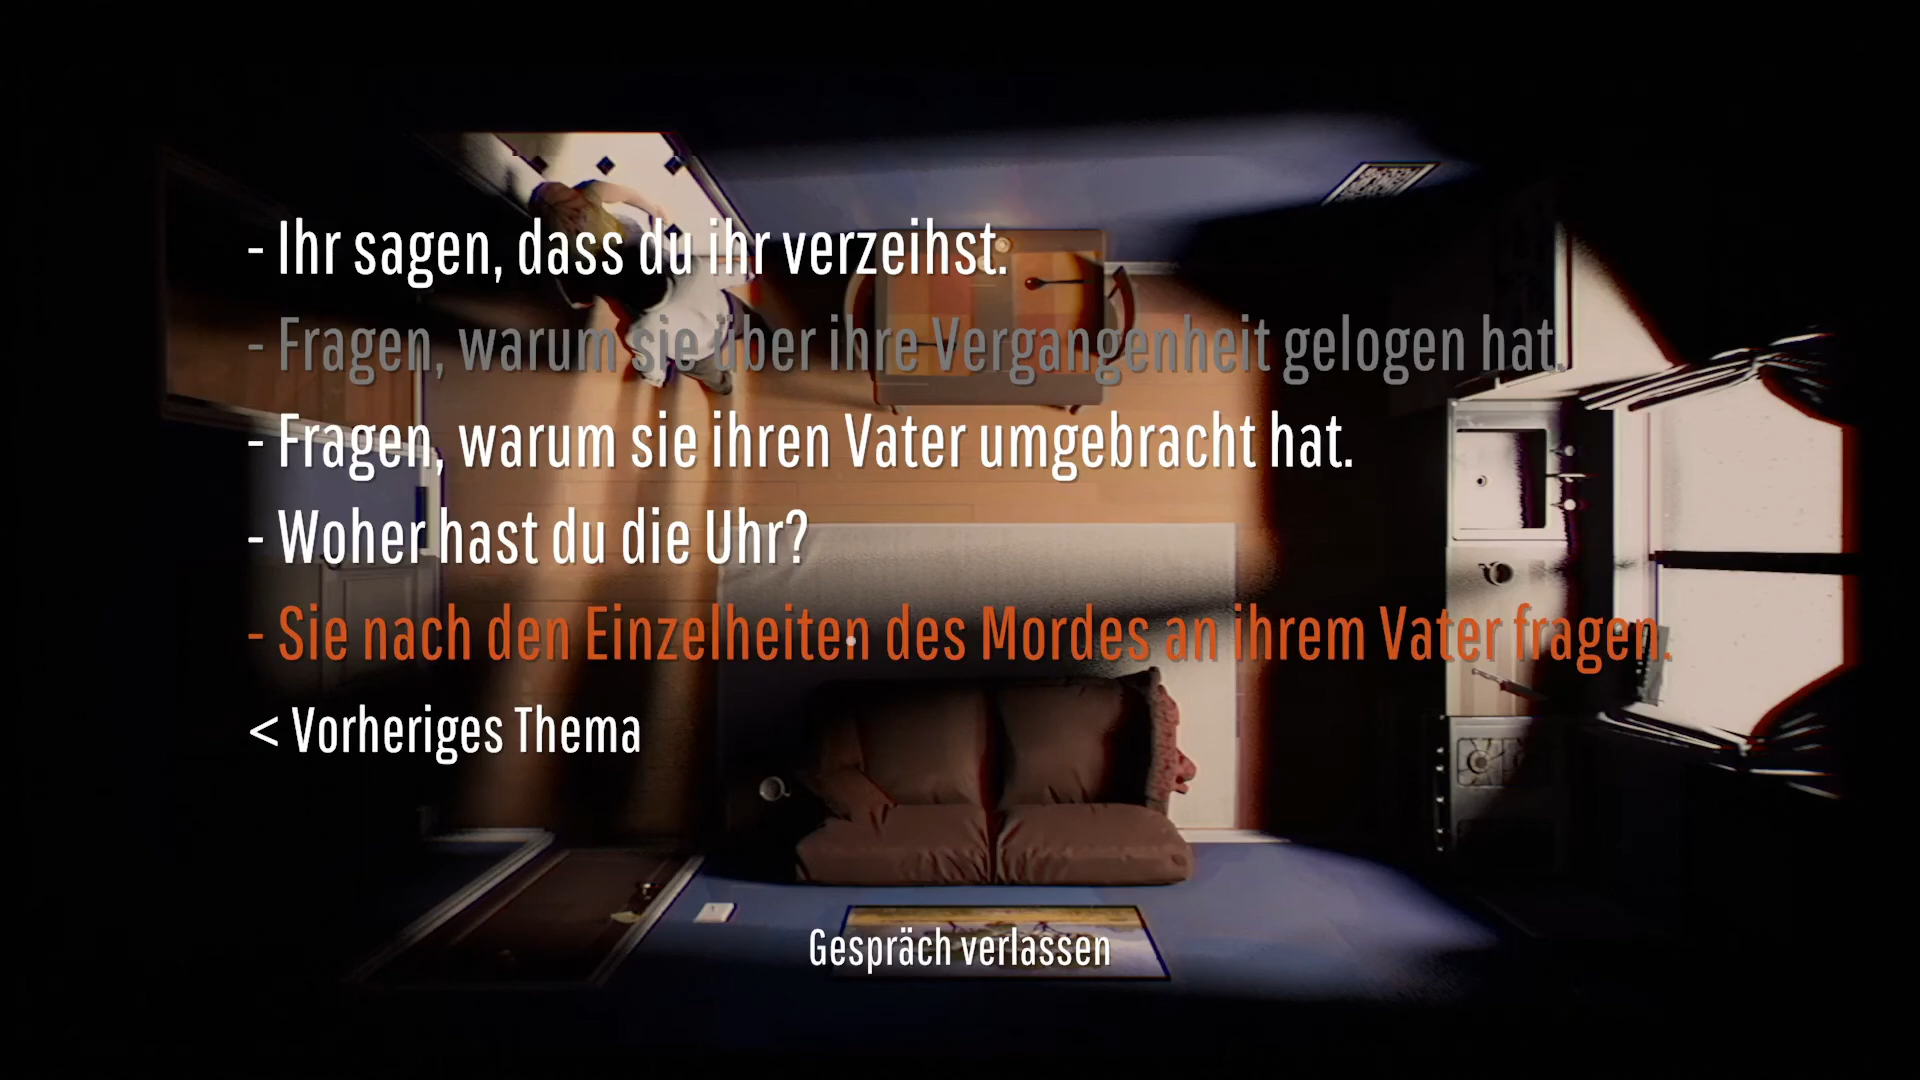 - Ihr sagen, dass du ihr verzeihst.
- Fragen, warum sie über ihre Vergangenheit gelogen hat.
- Fragen, warum sie ihren Vater umgebracht hat.
- Woher hast du die Uhr?
- Sie nach den Einzelheiten des Mordes an ihrem Vater fragen.
< Vorheriges Thema
Gespräch verlassen